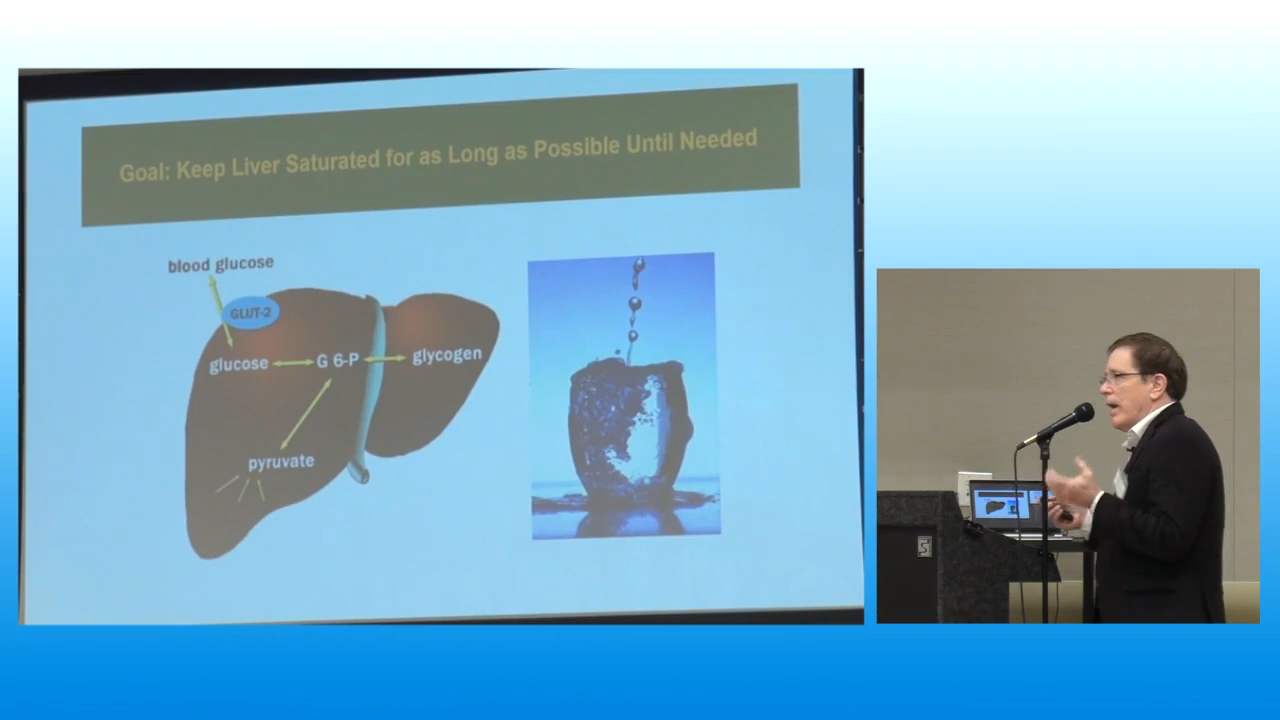 Goal: Keep Liver Saturated for as Long as Possible Until Needed
blood glucose
GLUT-2
glucose
G 6-P
glycogen
pyruvate